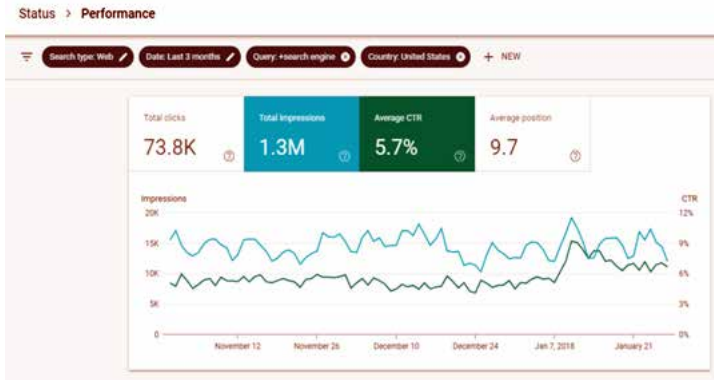 Status > Performance
Search type: Web Date: Last 3 months Query: +search engine Country: United States + NEW
Total clicks Total Impressions Average CTR Average position
73.8K 1.3M 5.7% 9.7
Impressions CTR
20K 12%
15K 9%
10K 6%
5K 3%
0 0%
November 12 November 26 December 10 December 24 Jan 7, 2018 January 21